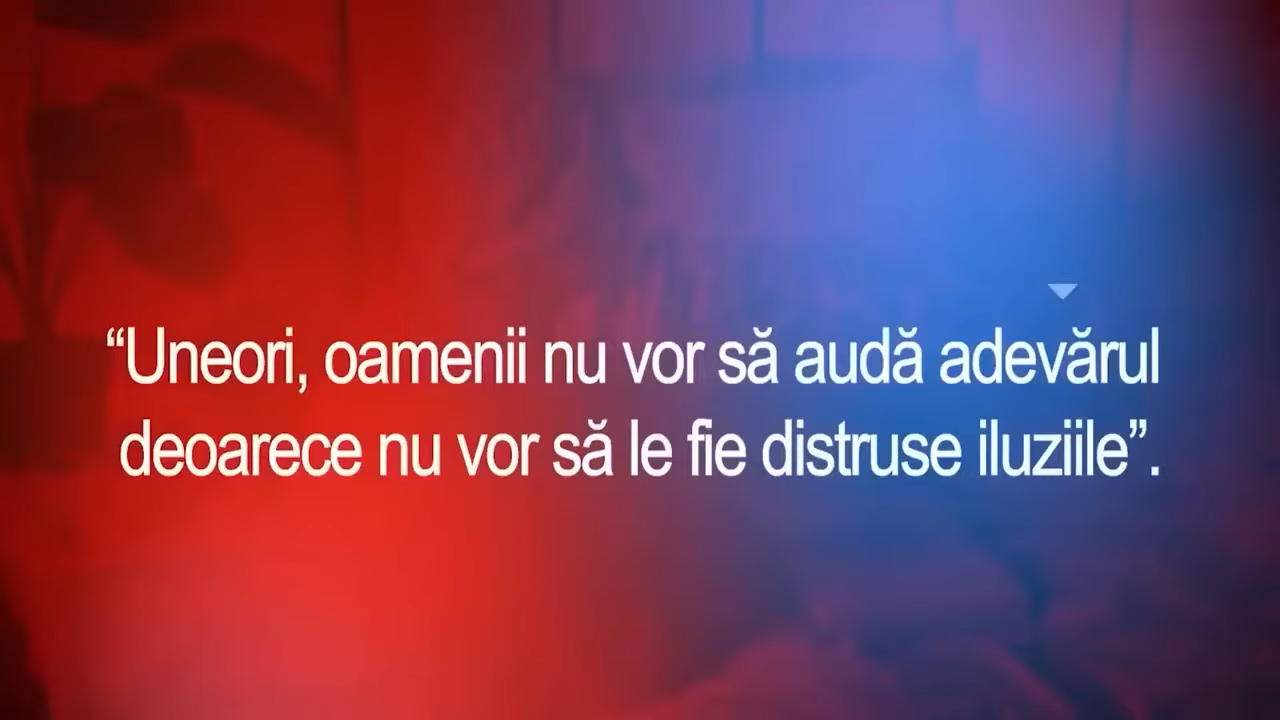 “Uneori, oamenii nu vor să audă adevărul
deoarece nu vor să le fie distruse iluziile”.